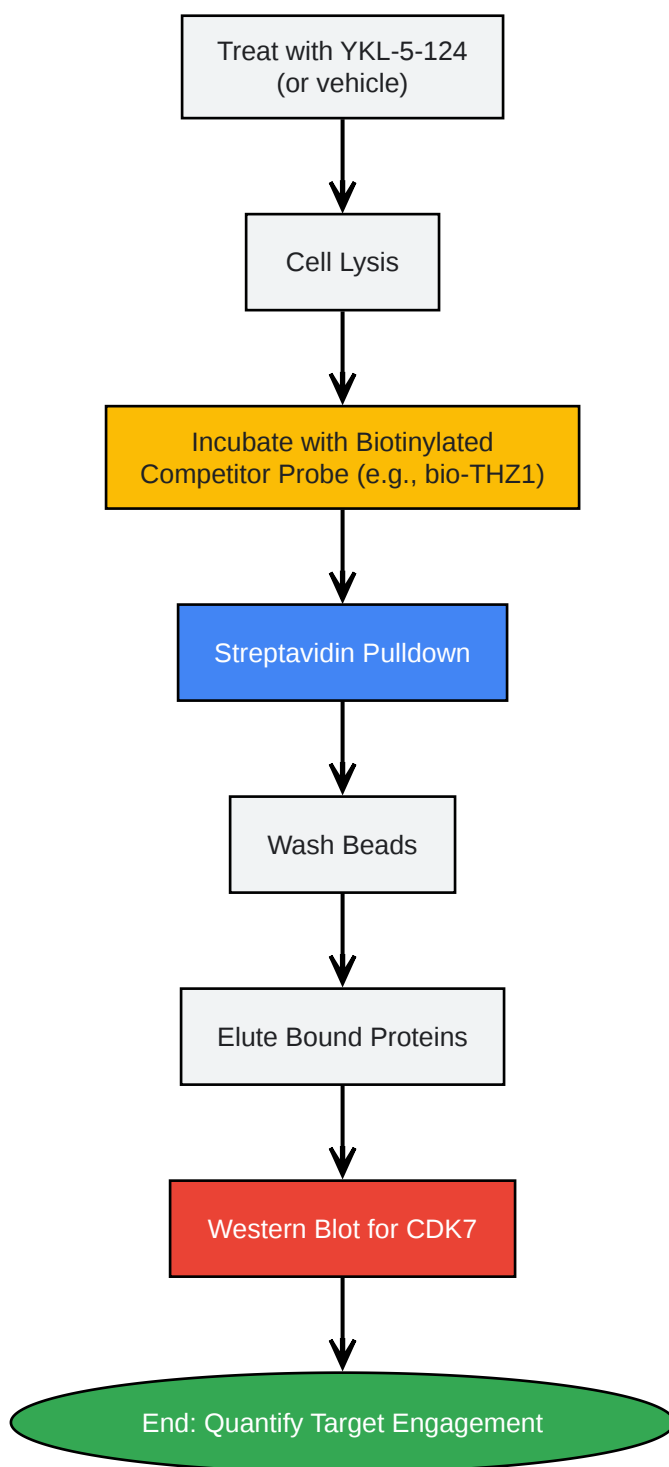 Treat with YKL-5-124
(or vehicle)
Cell Lysis
Incubate with Biotinylated
Competitor Probe (e.g., bio-THZ1)
Streptavidin Pulldown
Wash Beads
Elute Bound Proteins
Western Blot for CDK7
End: Quantify Target Engagement